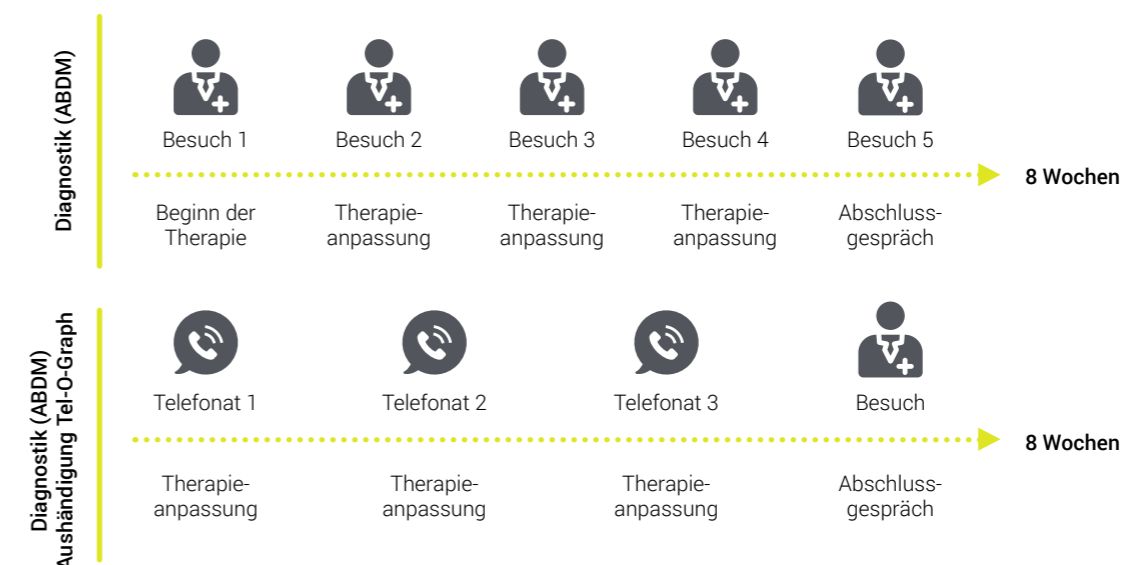 Diagnostik (ABDM)
Besuch 1
Besuch 2
Besuch 3
Besuch 4
Besuch 5
8 Wochen
Beginn der
Therapie
Therapie-
anpassung
Therapie-
anpassung
Therapie-
anpassung
Abschluss-
gespräch
Diagnostik (ABDM)
Aushändigung Tel-O-Graph
Telefonat 1
Telefonat 2
Telefonat 3
Besuch
8 Wochen
Therapie-
anpassung
Therapie-
anpassung
Therapie-
anpassung
Abschluss-
gespräch